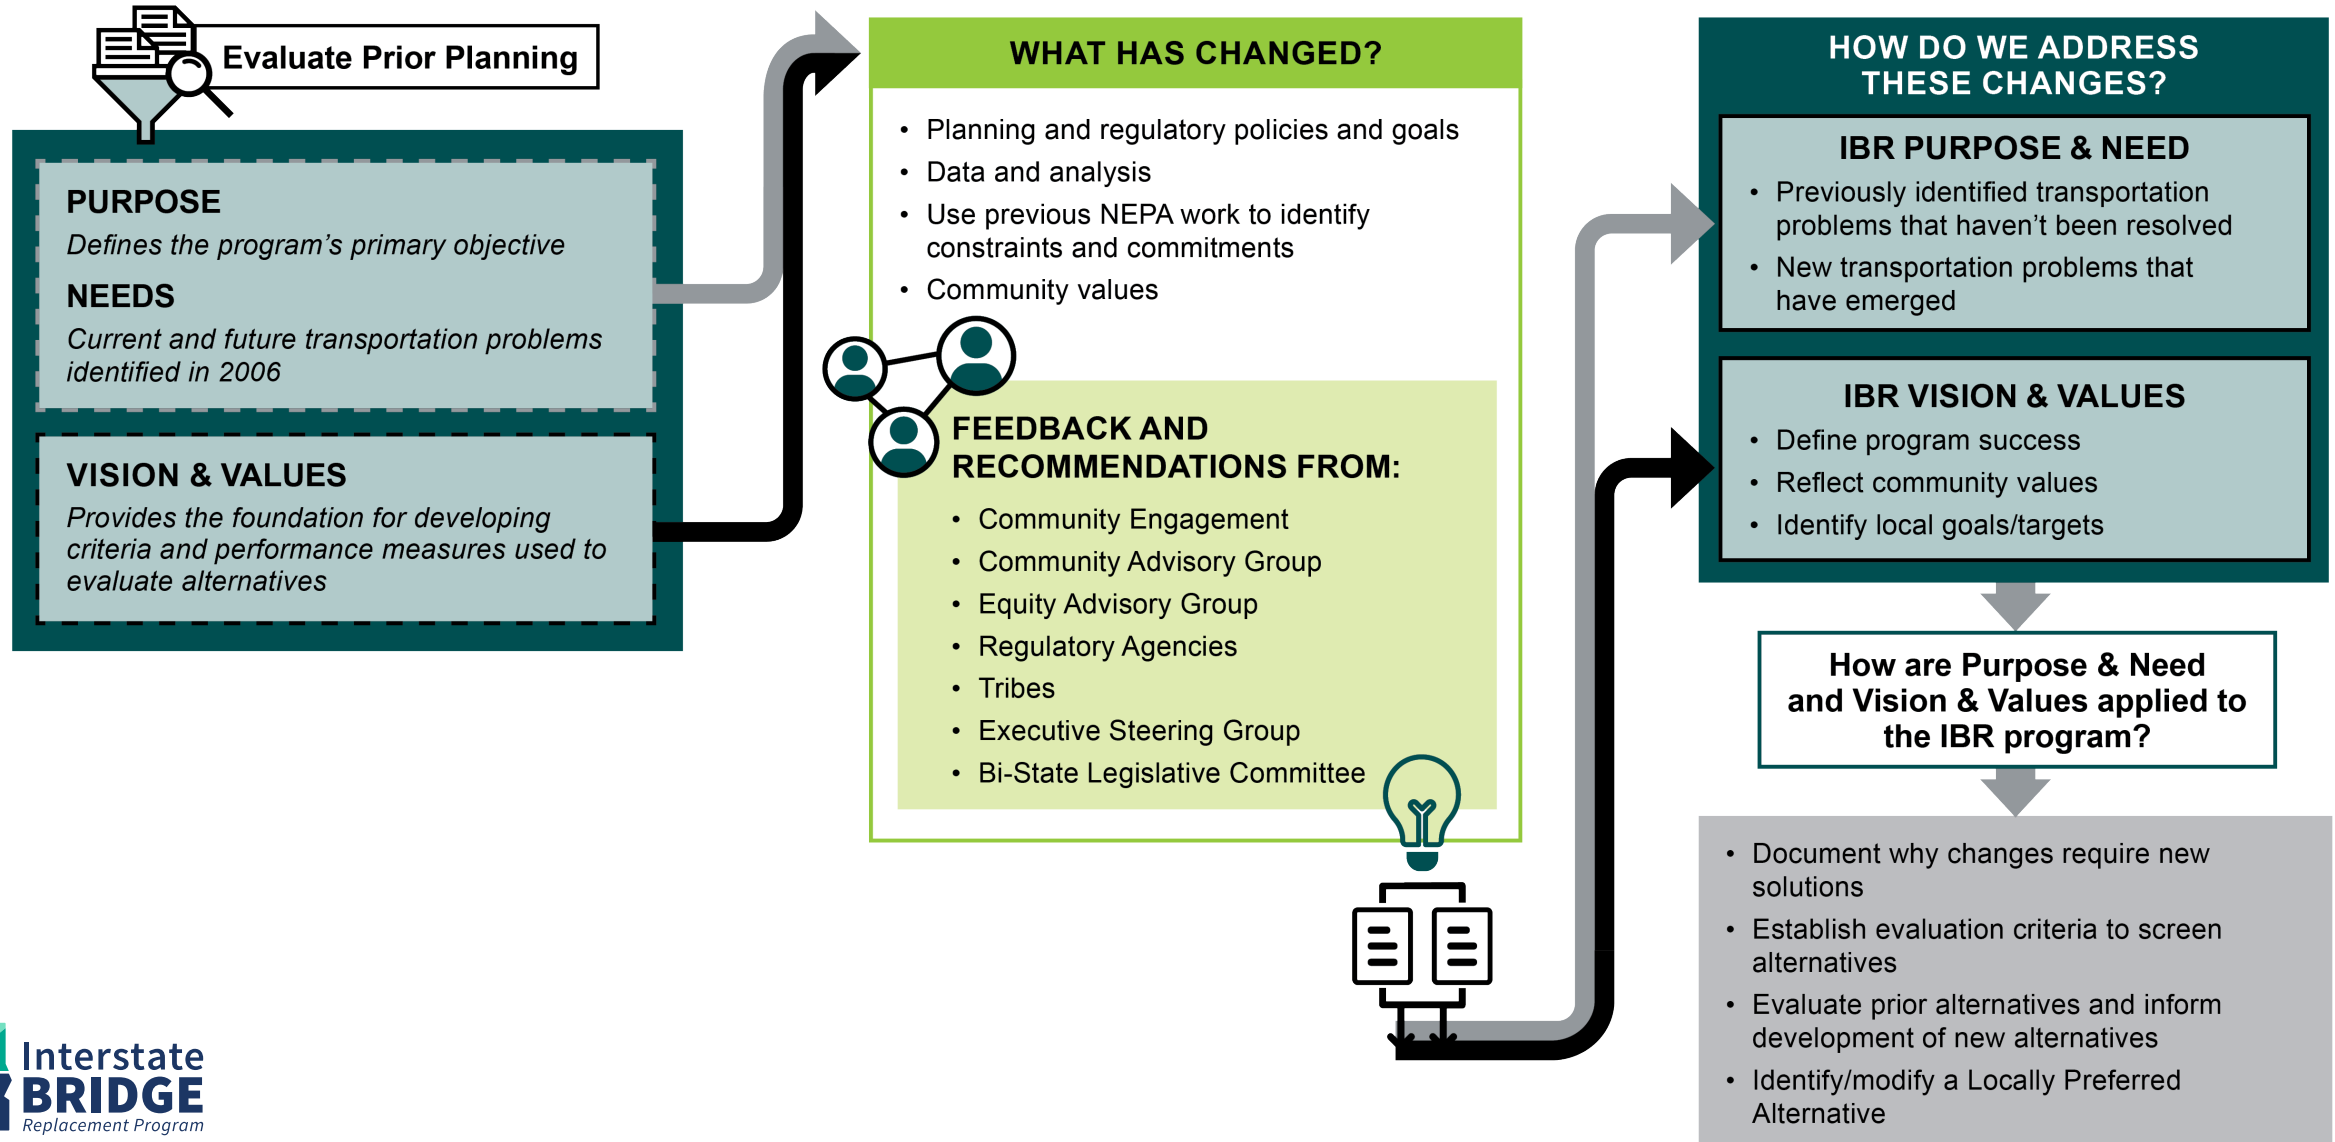 Evaluate Prior Planning
PURPOSE
Defines the program's primary objective
NEEDS
Current and future transportation problems
identified in 2006
VISION & VALUES
Provides the foundation for developing
criteria and performance measures used to
evaluate alternatives
WHAT HAS CHANGED?
• Planning and regulatory policies and goals
• Data and analysis
• Use previous NEPA work to identify
constraints and commitments
• Community values
FEEDBACK AND
RECOMMENDATIONS FROM:
• Community Engagement
• Community Advisory Group
• Equity Advisory Group
• Regulatory Agencies
• Tribes
• Executive Steering Group
• Bi-State Legislative Committee
HOW DO WE ADDRESS
THESE CHANGES?
IBR PURPOSE & NEED
• Previously identified transportation
problems that haven't been resolved
• New transportation problems that
have emerged
IBR VISION & VALUES
• Define program success
• Reflect community values
• Identify local goals/targets
How are Purpose & Need
and Vision & Values applied to
the IBR program?
• Document why changes require new
solutions
• Establish evaluation criteria to screen
alternatives
• Evaluate prior alternatives and inform
development of new alternatives
• Identify/modify a Locally Preferred
Alternative
Interstate
BRIDGE
Replacement Program